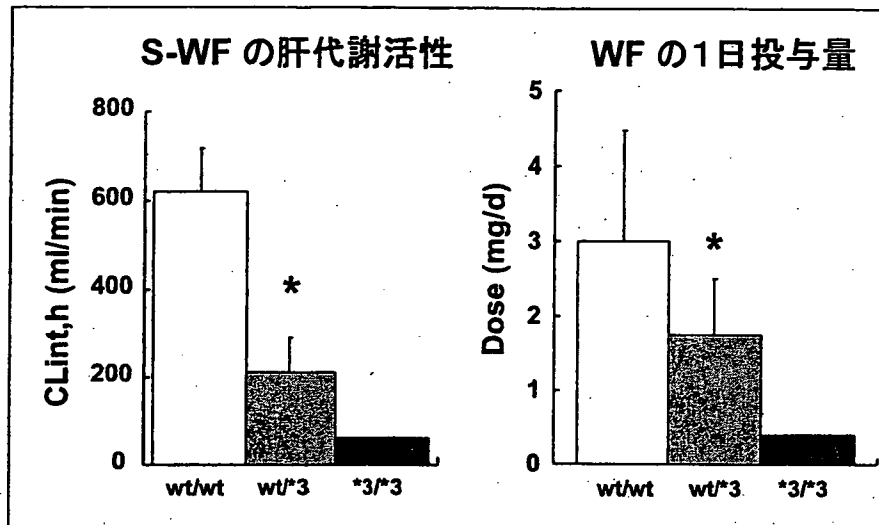 S-WF の肝代謝活性
WF の1日投与量
CLint,h (ml/min)
800
600
400
200
0
*
wt/wt
wt/*3
*3/*3
Dose (mg/d)
5
4
3
2
1
0
*
wt/wt
wt/*3
*3/*3